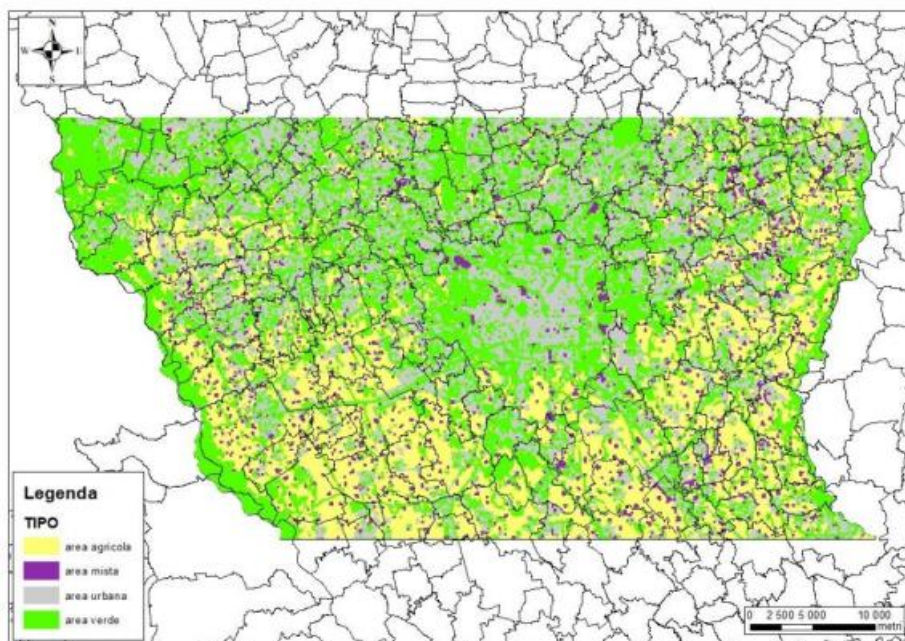 N
W E
S
Legenda
TIPO
area agricola
area mista
area urbana
area verde
0 2 500 5 000 10 000
metri